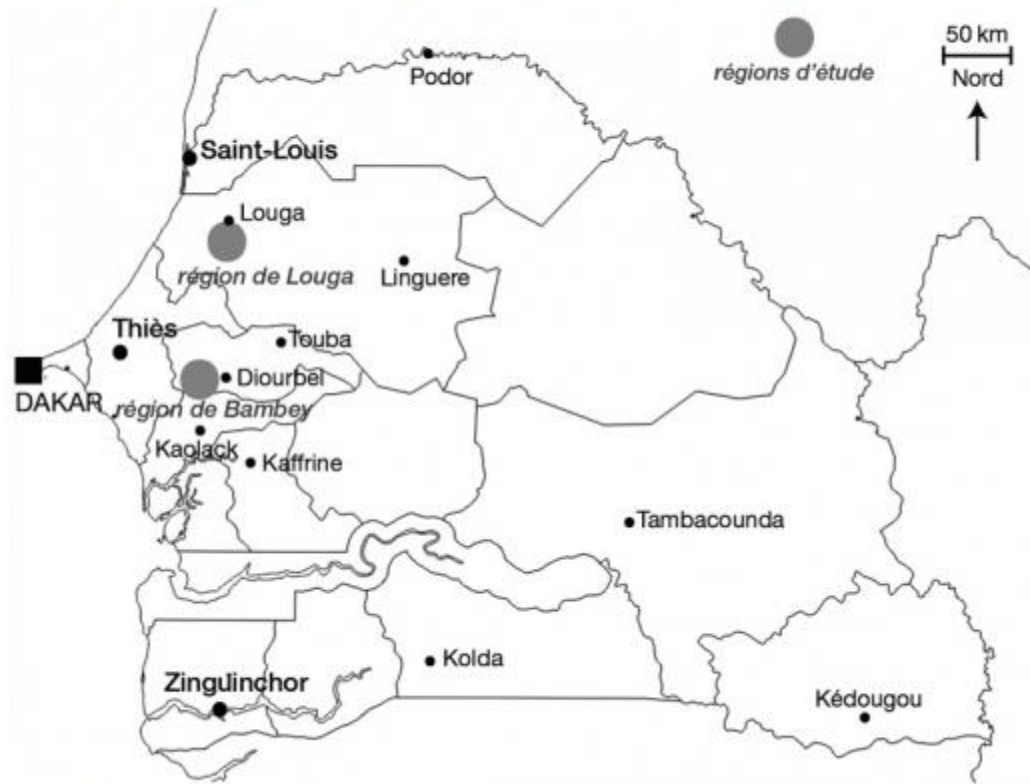 50 km
Nord
régions d'étude
Podor
Saint-Louis
Louga
région de Louga
Linguere
Thiès
Touba
DAKAR
Diourbel
région de Bambey
Kaolack
Kaffrine
Tambacounda
Kolda
Zinguinchor
Kédougou